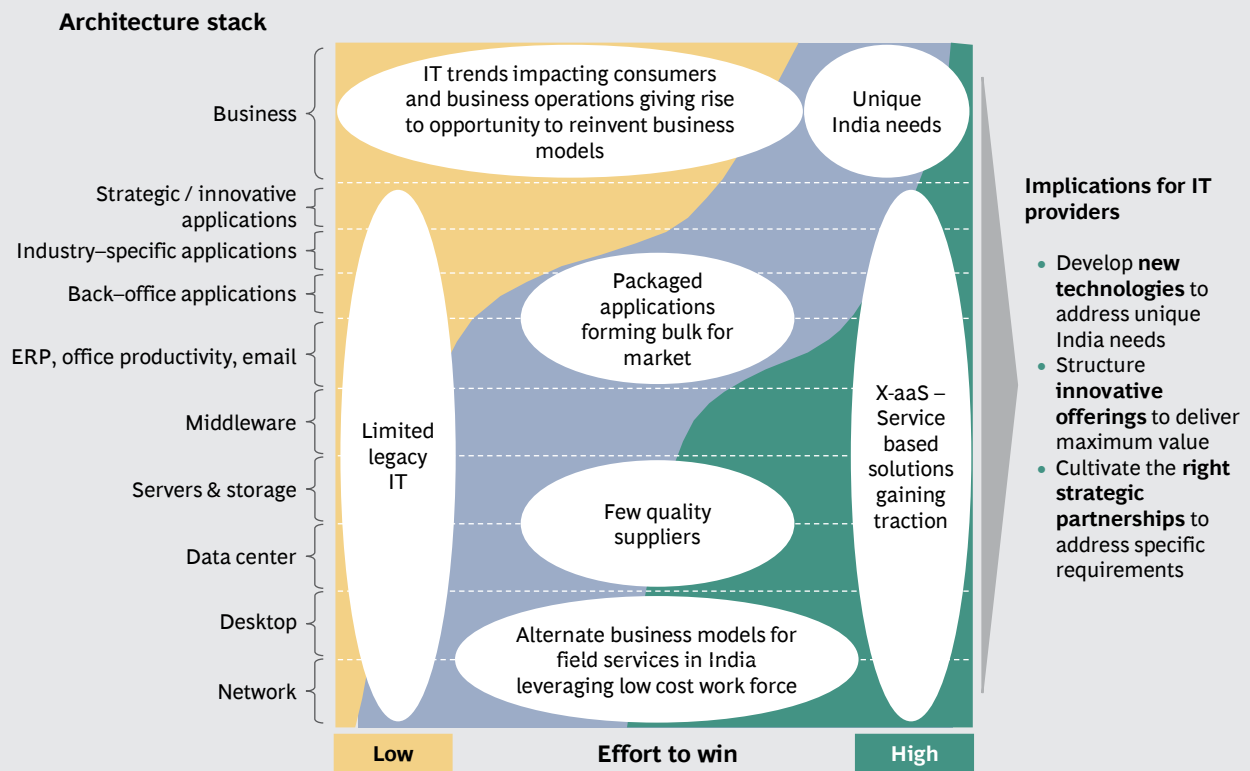 Architecture stack
Business
Strategic / innovative
applications
Industry–specific applications
Back–office applications
ERP, office productivity, email
Middleware
Servers & storage
Data center
Desktop
Network
IT trends impacting consumers
and business operations giving rise
to opportunity to reinvent business
models
Unique
India needs
Limited
legacy
IT
Packaged
applications
forming bulk for
market
X-aaS –
Service
based
solutions
gaining
traction
Few quality
suppliers
Alternate business models for
field services in India
leveraging low cost work force
Low
Effort to win
High
Implications for IT
providers
• Develop new
technologies to
address unique
India needs
• Structure
innovative
offerings to deliver
maximum value
• Cultivate the right
strategic
partnerships to
address specific
requirements